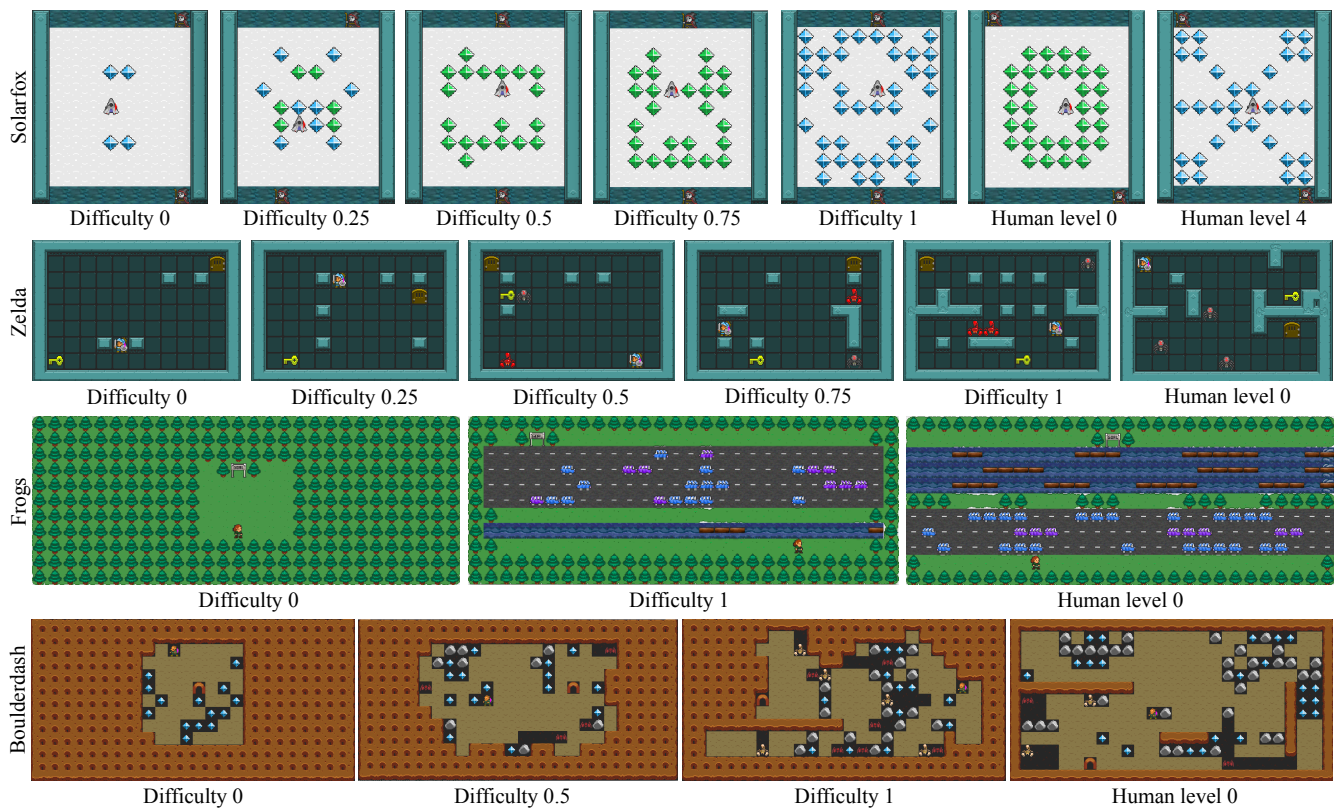 Solarfox
Difficulty 0
Difficulty 0.25
Difficulty 0.5
Difficulty 0.75
Difficulty 1
Human level 0
Human level 4
Zelda
Difficulty 0
Difficulty 0.25
Difficulty 0.5
Difficulty 0.75
Difficulty 1
Human level 0
Frogs
Difficulty 0
Difficulty 1
Human level 0
Boulderdash
Difficulty 0
Difficulty 0.5
Difficulty 1
Human level 0